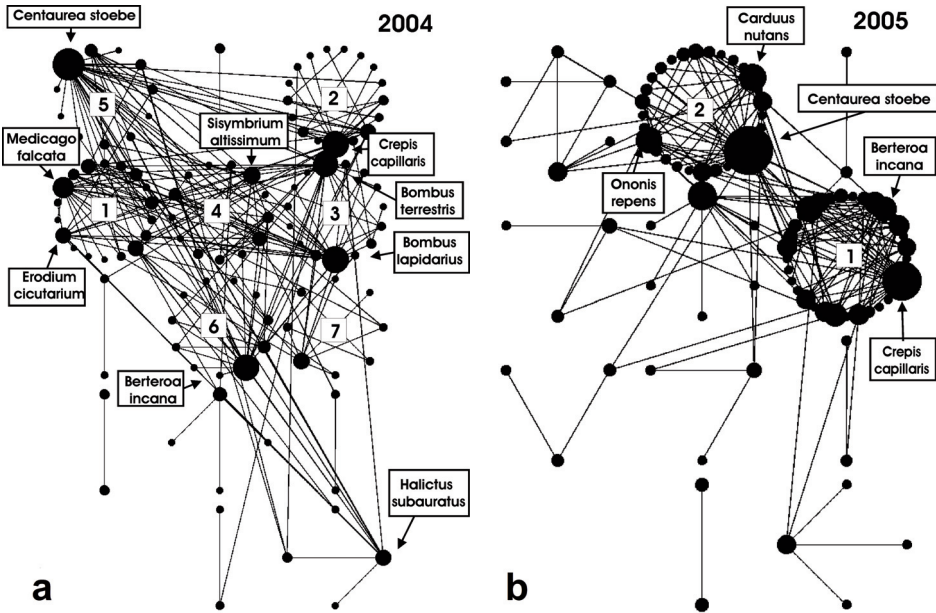 Centaurea stoebe
2004
5
2
Sisymbrium
altissimum
Medicago
falcata
Crepis
capillaris
1
4
3
Bombus
terrestris
Bombus
lapidarius
Erodium
cicutarium
6
7
Berteroa
incana
Halictus
subauratus
a
Carduus
nutans
2005
2
Centaurea stoebe
Berteroa
incana
Ononis
repens
1
Crepis
capillaris
b